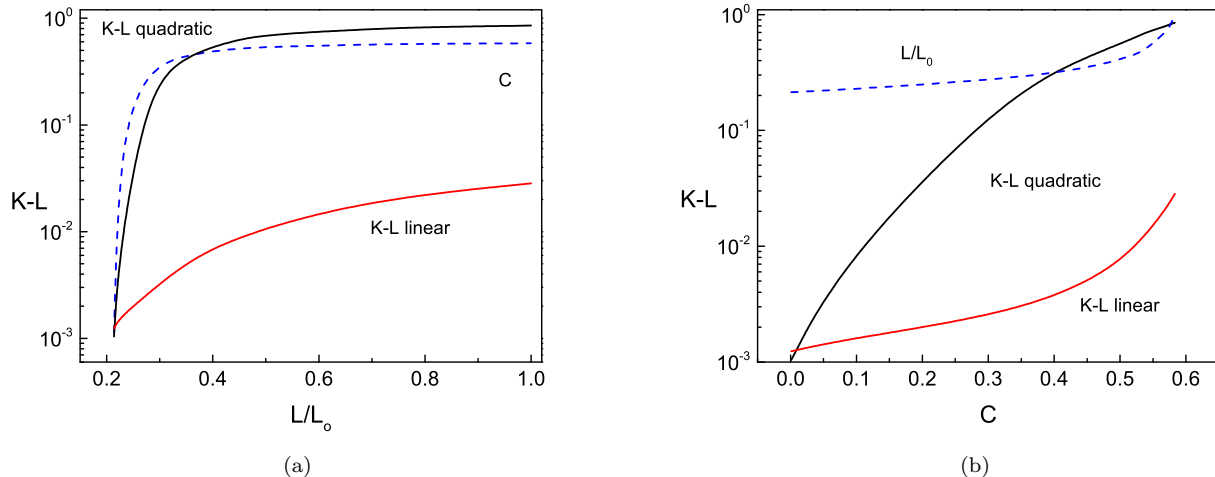 K-L quadratic
C
K-L linear
K-L
10^0
10^-1
10^-2
10^-3
0.2 0.4 0.6 0.8 1.0
L/L_o
(a)
L/L_0
K-L quadratic
K-L linear
K-L
10^0
10^-1
10^-2
10^-3
0.0 0.1 0.2 0.3 0.4 0.5 0.6
C
(b)